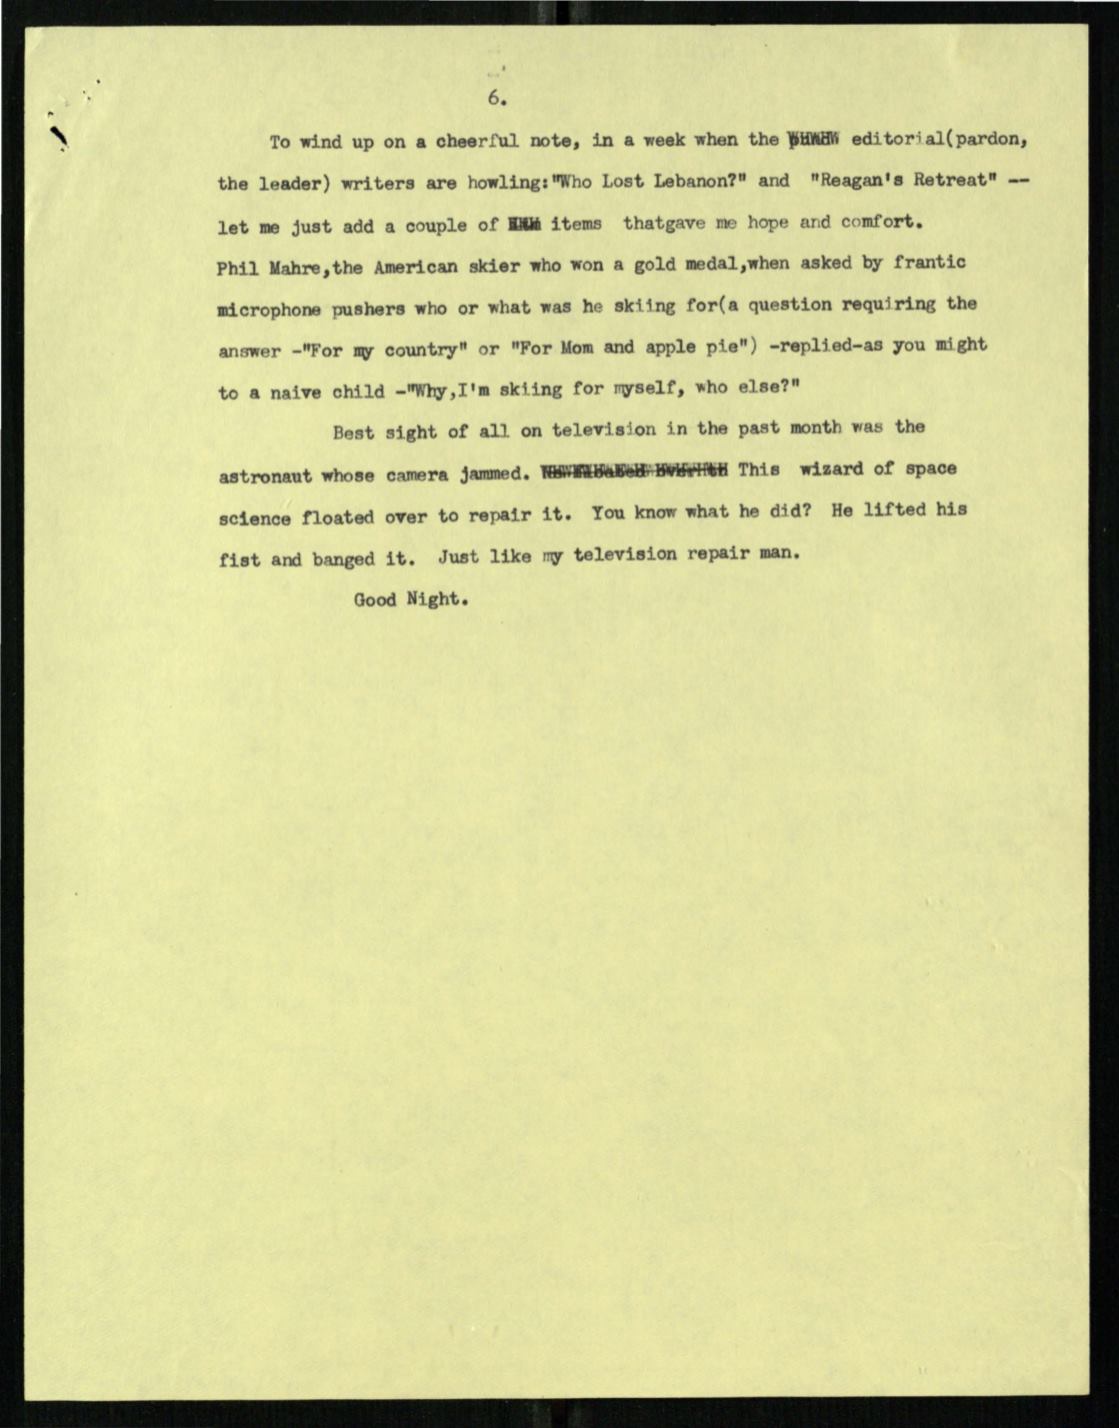 6.
To wind up on a cheerful note, in a week when the editorial(pardon,
the leader) writers are howling:"Who Lost Lebanon?" and "Reagan's Retreat" --
let me just add a couple of items thatgave me hope and comfort.
Phil Mahre,the American skier who won a gold medal,when asked by frantic
microphone pushers who or what was he skiing for(a question requiring the
answer -"For my country" or "For Mom and apple pie") -replied-as you might
to a naive child -"Why,I'm skiing for myself, who else?"
Best sight of all on television in the past month was the
astronaut whose camera jammed. This wizard of space
science floated over to repair it. You know what he did? He lifted his
fist and banged it. Just like my television repair man.
Good Night.